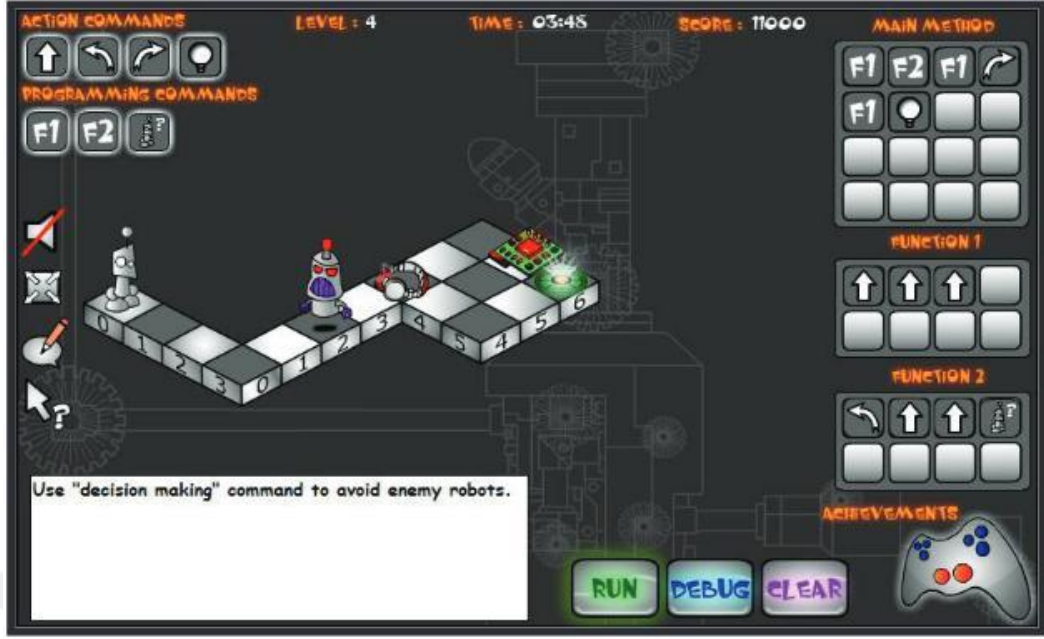 ACTION COMMANDS
LEVEL : 4
TIME : 03:48
SCORE : 11000
MAIN METHOD
F1 F2 F1
F1
PROGRAMMING COMMANDS
F1 F2
FUNCTION 1
0 1 2 3 0 1 2 3 4 5 4 5 6
FUNCTION 2
Use "decision making" command to avoid enemy robots.
ACHIEVEMENTS
RUN DEBUG CLEAR
?